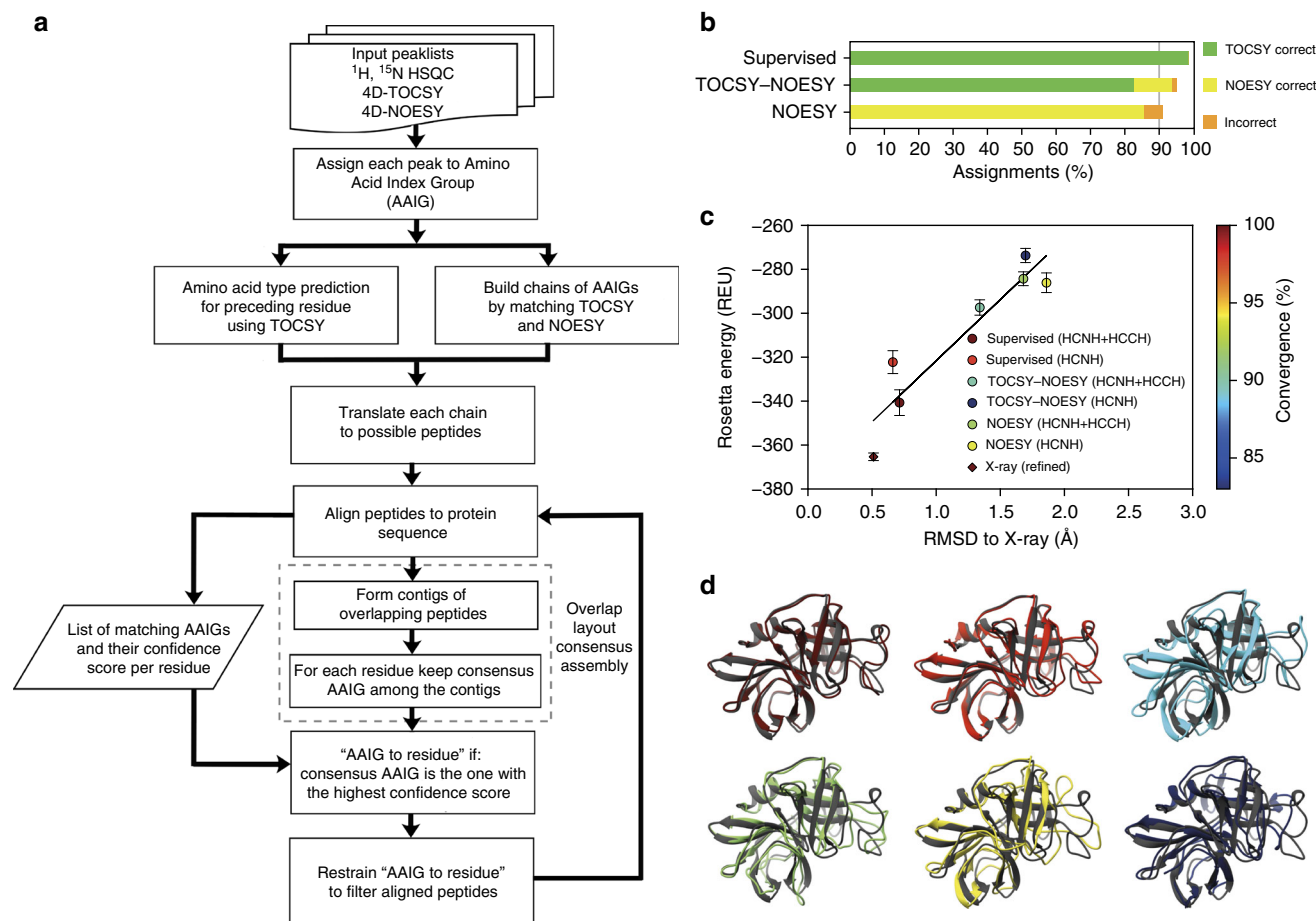 a
Input peaklists
¹H, ¹⁵N HSQC
4D-TOCSY
4D-NOESY
Assign each peak to Amino
Acid Index Group
(AAIG)
Amino acid type prediction
for preceding residue
using TOCSY
Build chains of AAIGs
by matching TOCSY
and NOESY
Translate each chain
to possible peptides
Align peptides to protein
sequence
Form contigs of
overlapping peptides
For each residue keep consensus
AAIG among the contigs
Overlap
layout
consensus
assembly
List of matching AAIGs
and their confidence
score per residue
“AAIG to residue” if:
consensus AAIG is the one with
the highest confidence score
Restrain “AAIG to residue”
to filter aligned peptides
b
Supervised
TOCSY–NOESY
NOESY
0 10 20 30 40 50 60 70 80 90 100
Assignments (%)
TOCSY correct
NOESY correct
Incorrect
c
Rosetta energy (REU)
−260
−280
−300
−320
−340
−360
−380
0.0 0.5 1.0 1.5 2.0 2.5 3.0
RMSD to X-ray (Å)
Supervised (HCNH+HCCH)
Supervised (HCNH)
TOCSY–NOESY (HCNH+HCCH)
TOCSY–NOESY (HCNH)
NOESY (HCNH+HCCH)
NOESY (HCNH)
X-ray (refined)
100
95
90
85
Convergence (%)
d